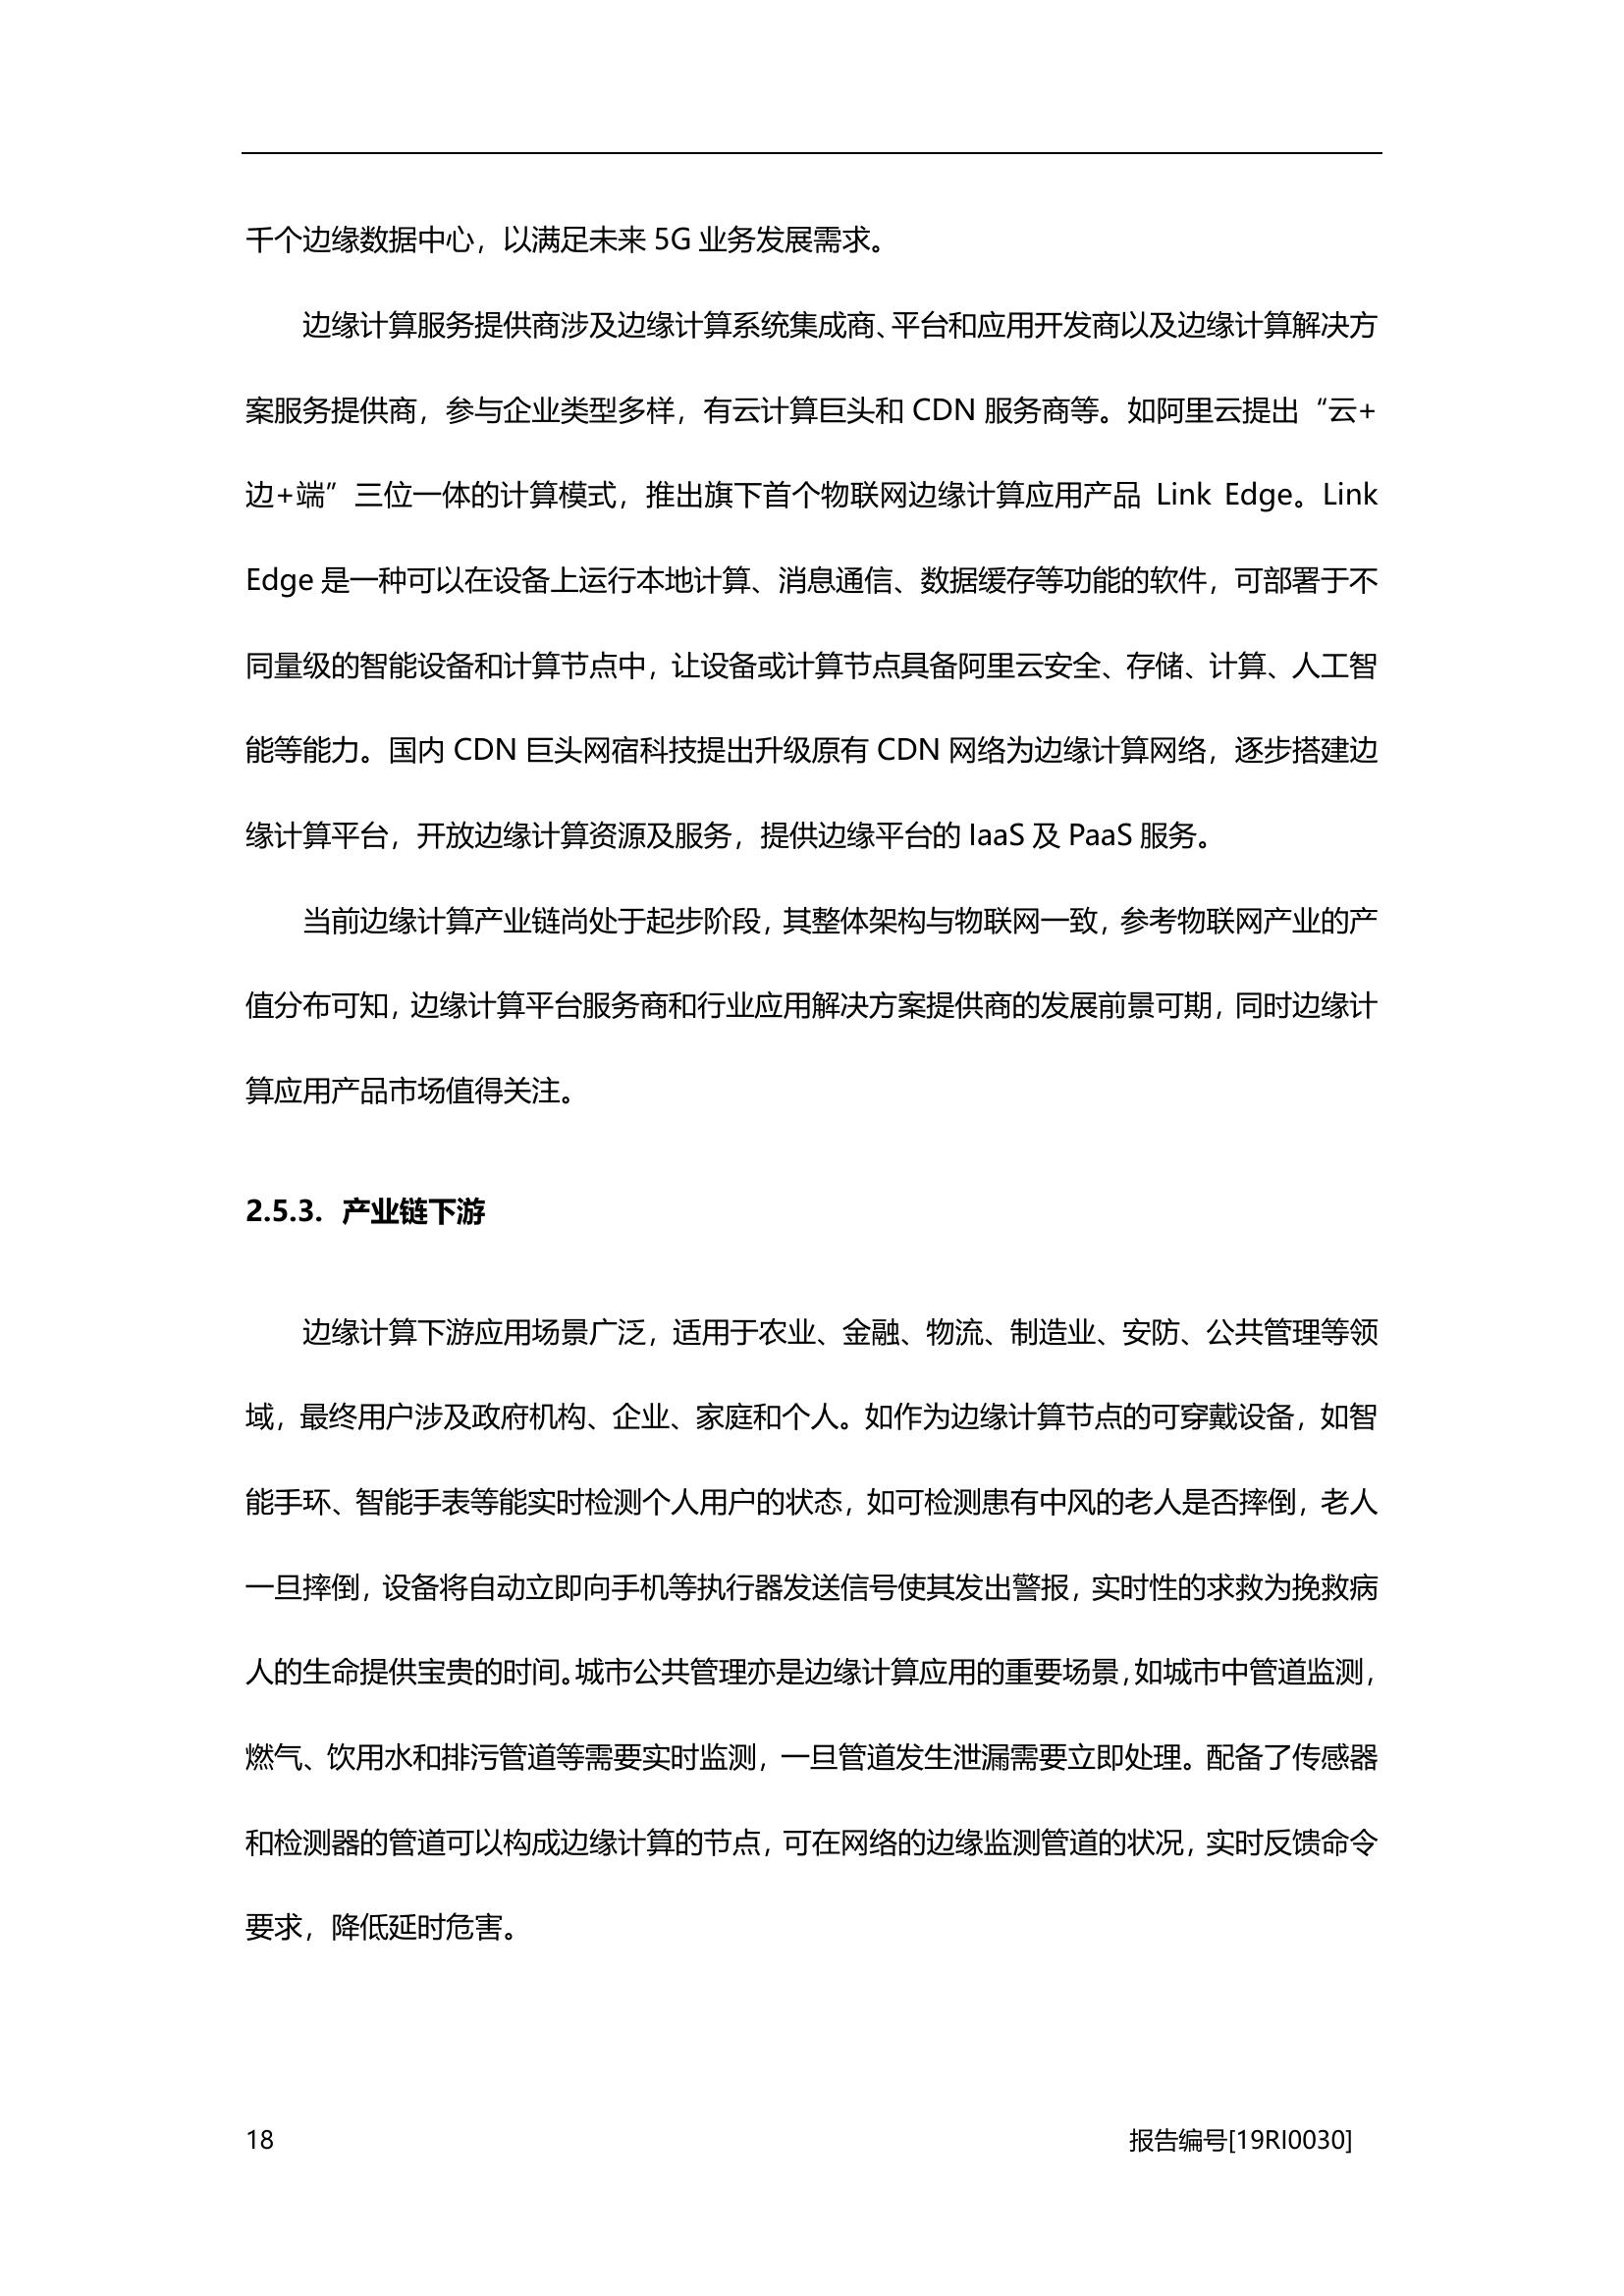 千个边缘数据中心，以满足未来 5G 业务发展需求。
边缘计算服务提供商涉及边缘计算系统集成商、平台和应用开发商以及边缘计算解决方
案服务提供商，参与企业类型多样，有云计算巨头和 CDN 服务商等。如阿里云提出“云+
边+端”三位一体的计算模式，推出旗下首个物联网边缘计算应用产品 Link Edge。Link
Edge 是一种可以在设备上运行本地计算、消息通信、数据缓存等功能的软件，可部署于不
同量级的智能设备和计算节点中，让设备或计算节点具备阿里云安全、存储、计算、人工智
能等能力。国内 CDN 巨头网宿科技提出升级原有 CDN 网络为边缘计算网络，逐步搭建边
缘计算平台，开放边缘计算资源及服务，提供边缘平台的 IaaS 及 PaaS 服务。
当前边缘计算产业链尚处于起步阶段，其整体架构与物联网一致，参考物联网产业的产
值分布可知，边缘计算平台服务商和行业应用解决方案提供商的发展前景可期，同时边缘计
算应用产品市场值得关注。
2.5.3. 产业链下游
边缘计算下游应用场景广泛，适用于农业、金融、物流、制造业、安防、公共管理等领
域，最终用户涉及政府机构、企业、家庭和个人。如作为边缘计算节点的可穿戴设备，如智
能手环、智能手表等能实时检测个人用户的状态，如可检测患有中风的老人是否摔倒，老人
一旦摔倒，设备将自动立即向手机等执行器发送信号使其发出警报，实时性的求救为挽救病
人的生命提供宝贵的时间。城市公共管理亦是边缘计算应用的重要场景，如城市中管道监测，
燃气、饮用水和排污管道等需要实时监测，一旦管道发生泄漏需要立即处理。配备了传感器
和检测器的管道可以构成边缘计算的节点，可在网络的边缘监测管道的状况，实时反馈命令
要求，降低延时危害。
18 报告编号[19RI0030]